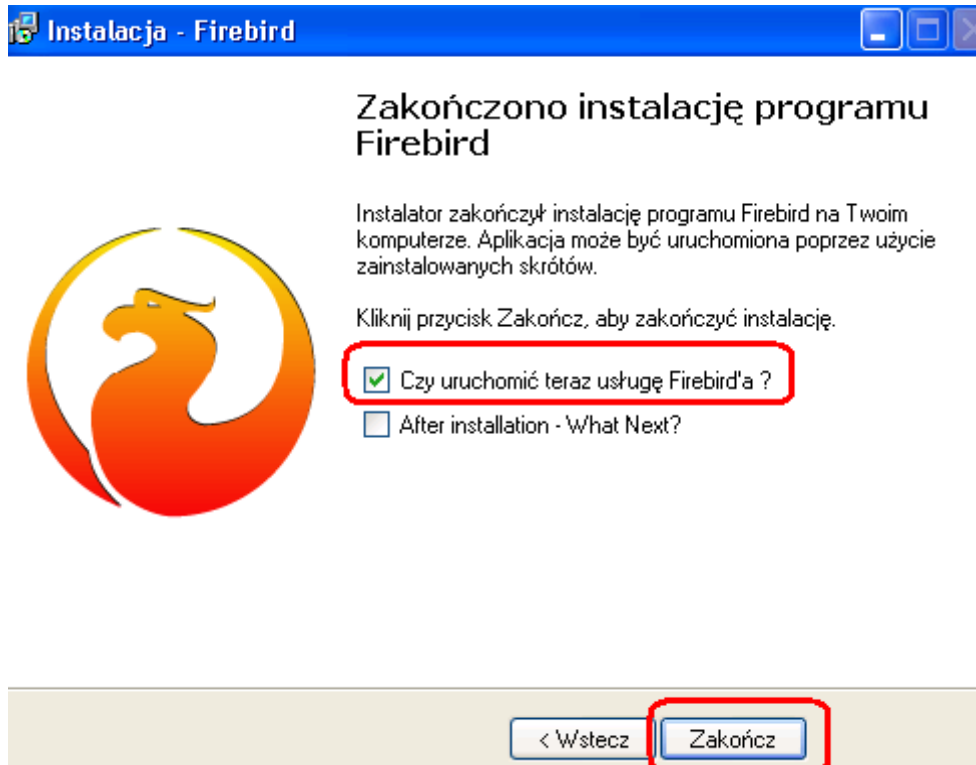 Instalacja - Firebird
Zakończono instalację programu
Firebird
Instalator zakończył instalację programu Firebird na Twoim
komputerze. Aplikacja może być uruchomiona poprzez użycie
zainstalowanych skrótów.
Kliknij przycisk Zakończ, aby zakończyć instalację.
Czy uruchomić teraz usługę Firebird'a ?
After installation - What Next?
< Wstecz
Zakończ